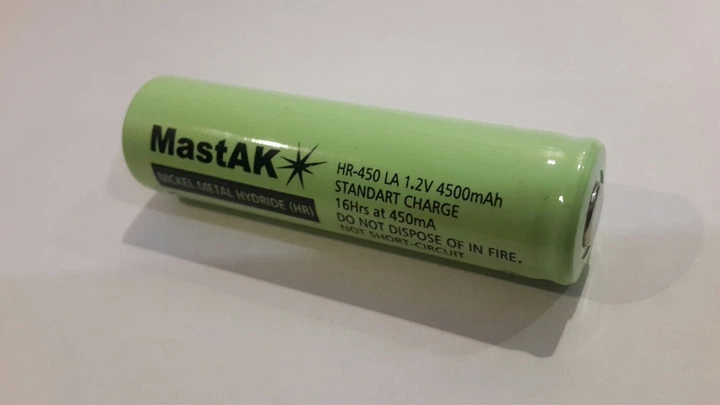 MastAK
NICKEL METAL HYDRIDE (HR)
HR-450 LA 1.2V 4500mAh
STANDART CHARGE
16Hrs at 450mA
DO NOT DISPOSE OF IN FIRE.
NOT SHORT-CIRCUIT